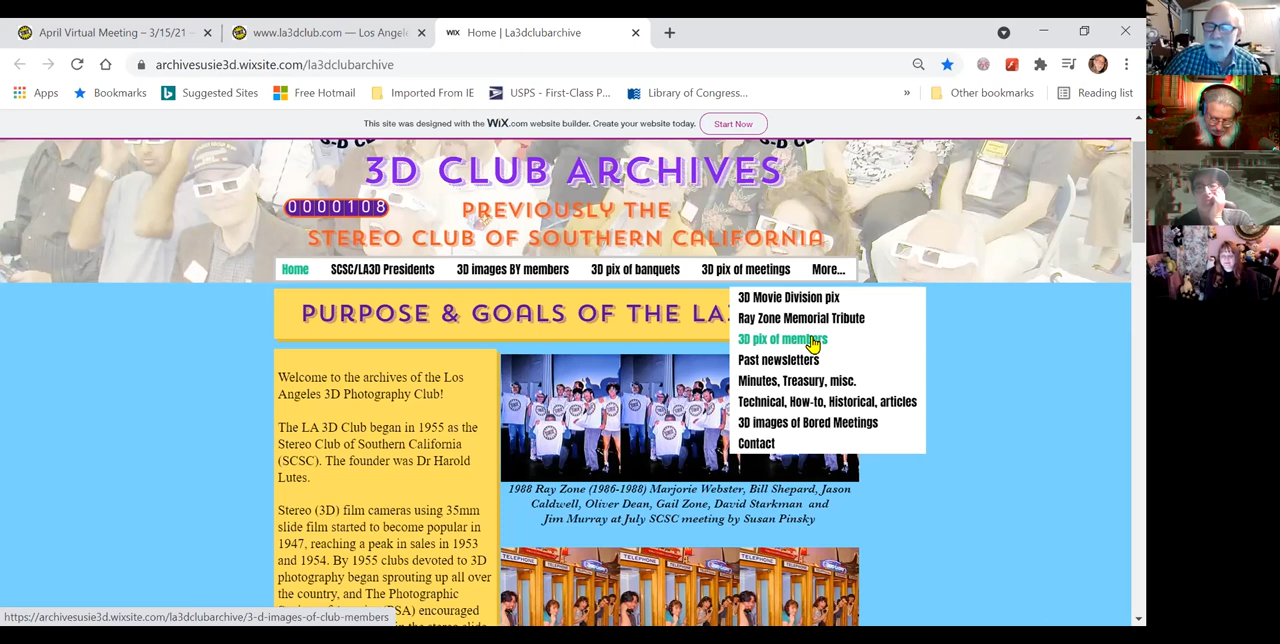 April Virtual Meeting – 3/15/21
www.la3dclub.com — Los Angel
WIX Home | La3dclubarchive
archivesusie3d.wixsite.com/la3dclubarchive
Apps Bookmarks Suggested Sites Free Hotmail Imported From IE USPS - First-Class P... Library of Congress... » Other bookmarks Reading list
This site was designed with the WiX.com website builder. Create your website today. Start Now
3D CLUB ARCHIVES
0000108
PREVIOUSLY THE
STEREO CLUB OF SOUTHERN CALIFORNIA
Home SCSC/LA3D Presidents 3D images BY members 3D pix of banquets 3D pix of meetings More...
3D Movie Division pix
Ray Zone Memorial Tribute
3D pix of members
Past newsletters
Minutes, Treasury, misc.
Technical, How-to, Historical, articles
3D images of Bored Meetings
Contact
PURPOSE & GOALS OF THE LA
Welcome to the archives of the Los
Angeles 3D Photography Club!
The LA 3D Club began in 1955 as the
Stereo Club of Southern California
(SCSC). The founder was Dr Harold
Lutes.
Stereo (3D) film cameras using 35mm
slide film started to become popular in
1947, reaching a peak in sales in 1953
and 1954. By 1955 clubs devoted to 3D
photography began sprouting up all over
the country, and The Photographic
(PSA) encouraged
in the stereo slide
1988 Ray Zone (1986-1988) Marjorie Webster, Bill Shepard, Jason
Caldwell, Oliver Dean, Gail Zone, David Starkman and
Jim Murray at July SCSC meeting by Susan Pinsky
TELEPHONE TELEPHONE TELEPHONE
https://archivesusie3d.wixsite.com/la3dclubarchive/3-d-images-of-club-members